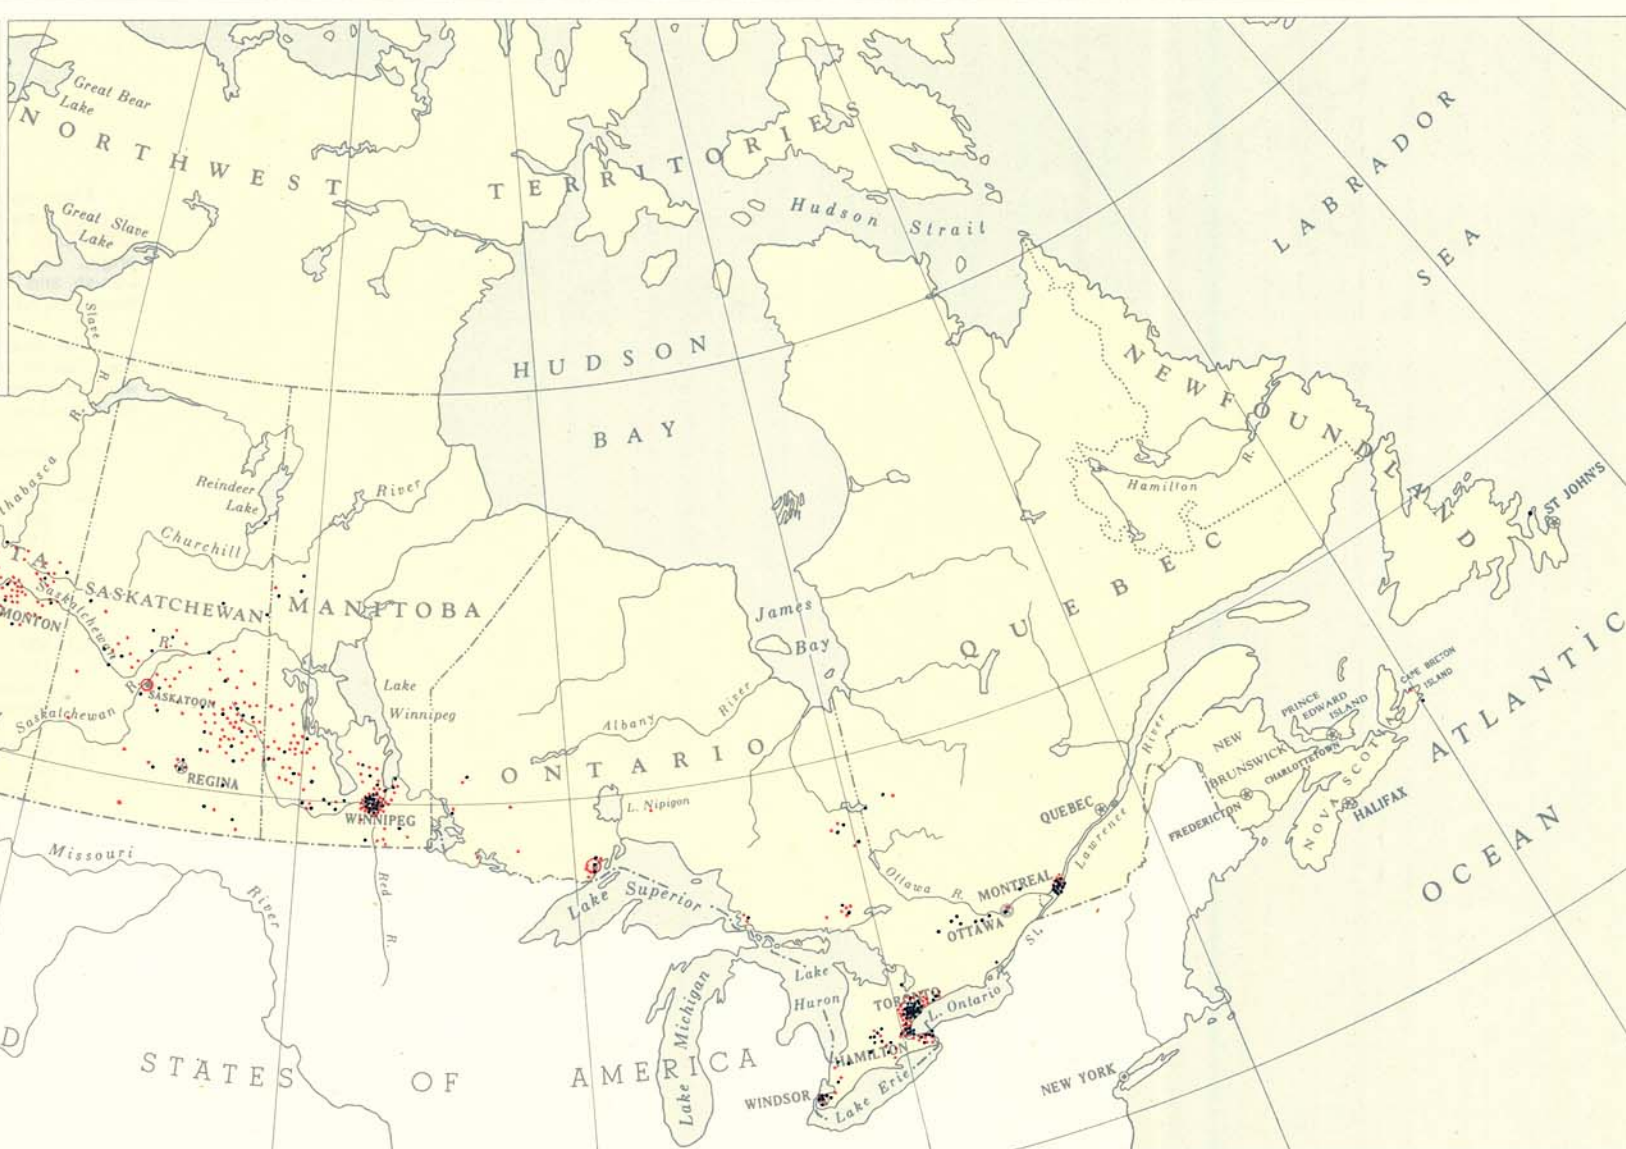 Great Bear
Lake
NORTHWEST TERRITORIES
Great Slave
Lake
Slave
R.
Hudson Strait
LABRADOR
SEA
HUDSON
BAY
NEWFOUNDLAND
R.
Reindeer
Lake
River
Churchill
Hamilton
R.
ST JOHN'S
TA
SASKATCHEWAN
MANITOBA
MONTON
Saskatchewan
R.
R.
SASKATOON
Saskatchewan
REGINA
Lake
Winnipeg
WINNIPEG
James
Bay
QUEBEC
Albany River
ONTARIO
L. Nipigon
CAPE BRETON
ISLAND
PRINCE
EDWARD
ISLAND
NEW
BRUNSWICK
CHARLOTTETOWN
FREDERICTON
NOVA SCOTIA
HALIFAX
ATLANTIC
OCEAN
QUEBEC
River
Lawrence
St.
MONTREAL
Ottawa R.
OTTAWA
Missouri
River
Red
R.
Lake Superior
Lake Michigan
Lake
Huron
TORONTO
L. Ontario
HAMILTON
WINDSOR
Lake Erie
NEW YORK
D STATES OF AMERICA